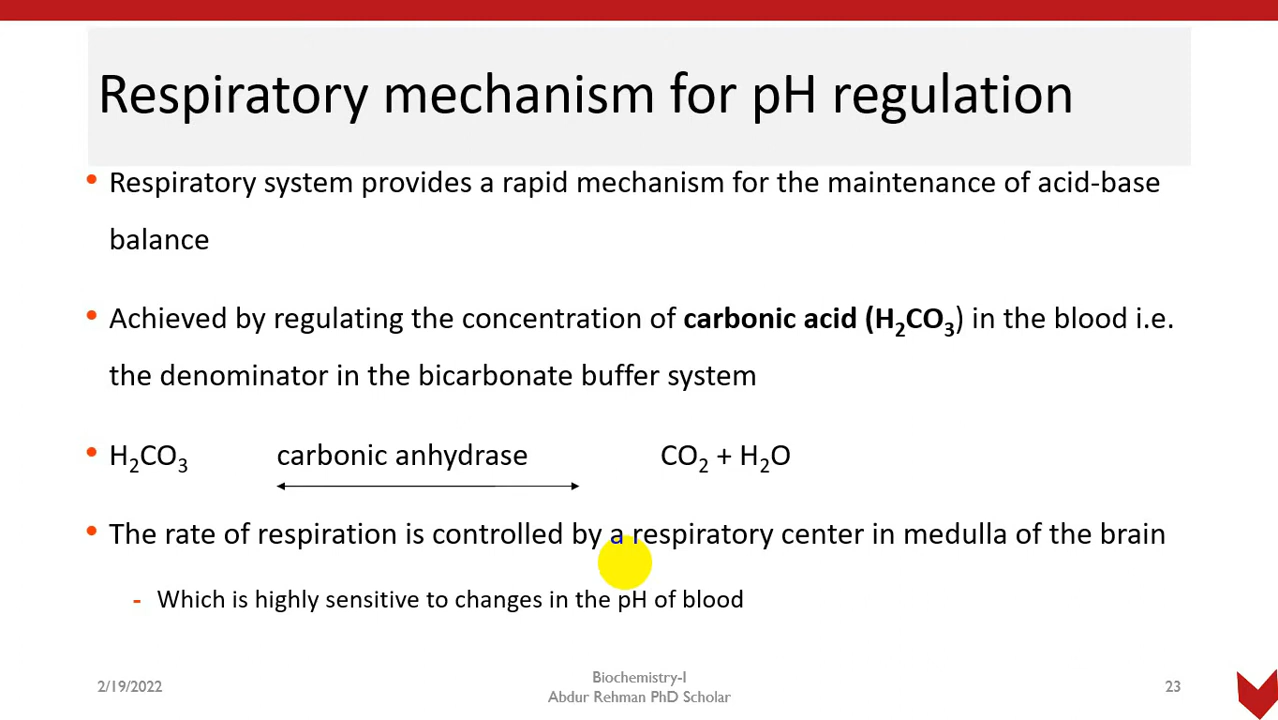 Respiratory mechanism for pH regulation
• Respiratory system provides a rapid mechanism for the maintenance of acid-base
balance
• Achieved by regulating the concentration of carbonic acid (H₂CO₃) in the blood i.e.
the denominator in the bicarbonate buffer system
• H₂CO₃ carbonic anhydrase CO₂ + H₂O
• The rate of respiration is controlled by a respiratory center in medulla of the brain
- Which is highly sensitive to changes in the pH of blood
2/19/2022
Biochemistry-I
Abdur Rehman PhD Scholar
23